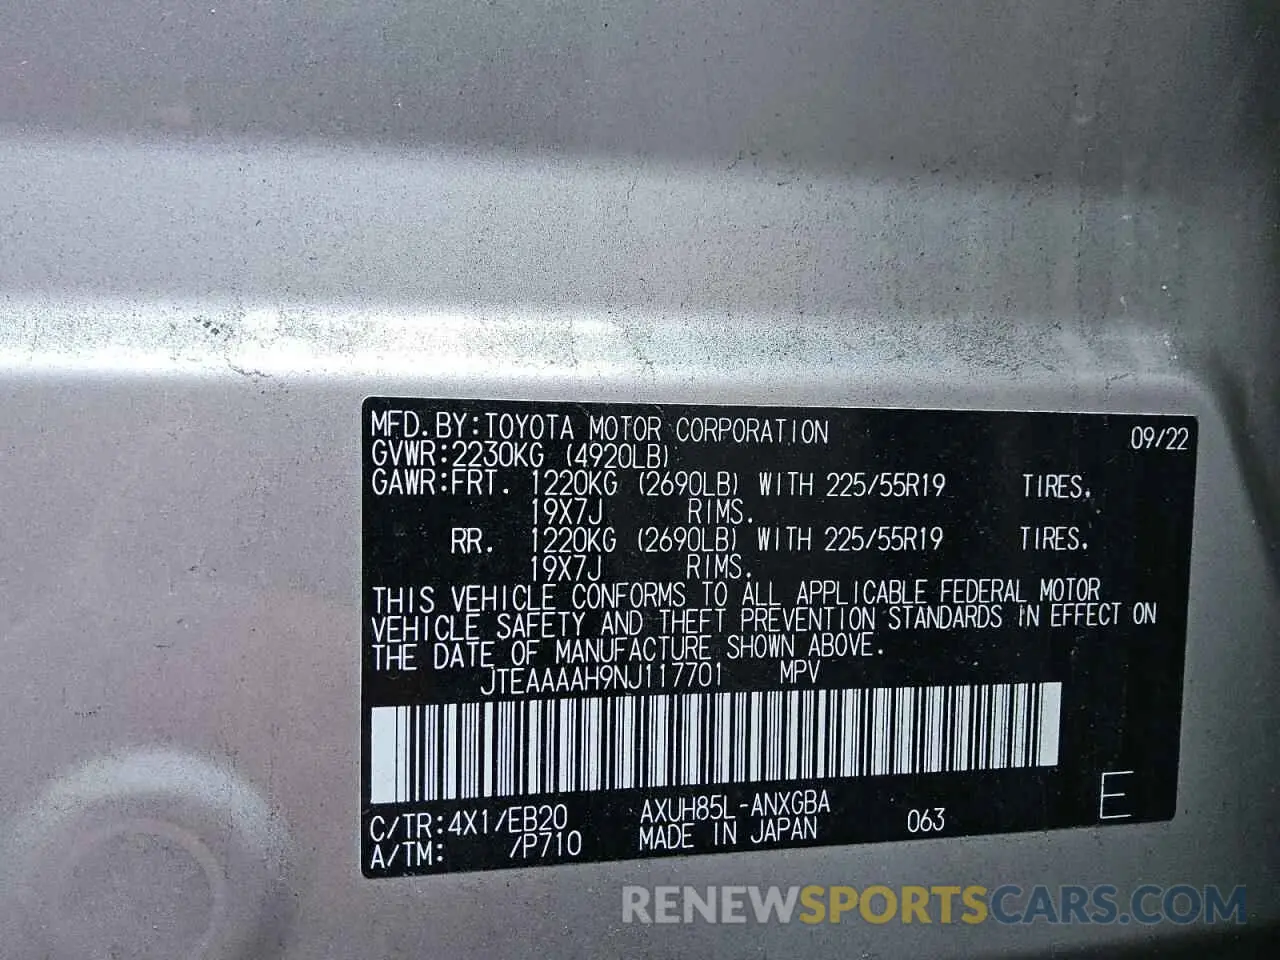 MFD.BY:TOYOTA MOTOR CORPORATION 09/22
GVWR:2230KG (4920LB)
GAWR:FRT. 1220KG (2690LB) WITH 225/55R19 TIRES,
19X7J RIMS.
RR. 1220KG (2690LB) WITH 225/55R19 TIRES,
19X7J RIMS.
THIS VEHICLE CONFORMS TO ALL APPLICABLE FEDERAL MOTOR
VEHICLE SAFETY AND THEFT PREVENTION STANDARDS IN EFFECT ON
THE DATE OF MANUFACTURE SHOWN ABOVE.
JTEAAAAH9NJ117701 MPV
C/TR:4X1/EB20 AXUH85L-ANXGBA
A/TM: /P710 MADE IN JAPAN 063 E
RENEWSPORTSCARS.COM